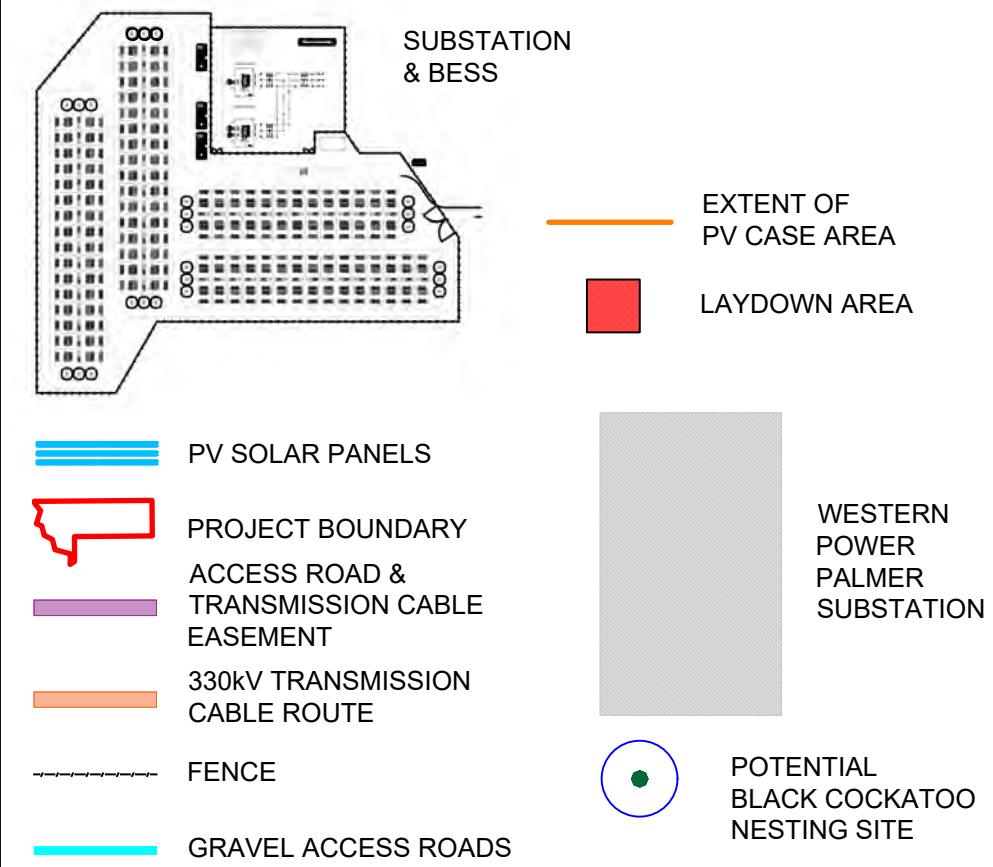 SUBSTATION
& BESS
EXTENT OF
PV CASE AREA
LAYDOWN AREA
PV SOLAR PANELS
PROJECT BOUNDARY
ACCESS ROAD &
TRANSMISSION CABLE
EASEMENT
330kV TRANSMISSION
CABLE ROUTE
FENCE
GRAVEL ACCESS ROADS
WESTERN
POWER
PALMER
SUBSTATION
POTENTIAL
BLACK COCKATOO
NESTING SITE